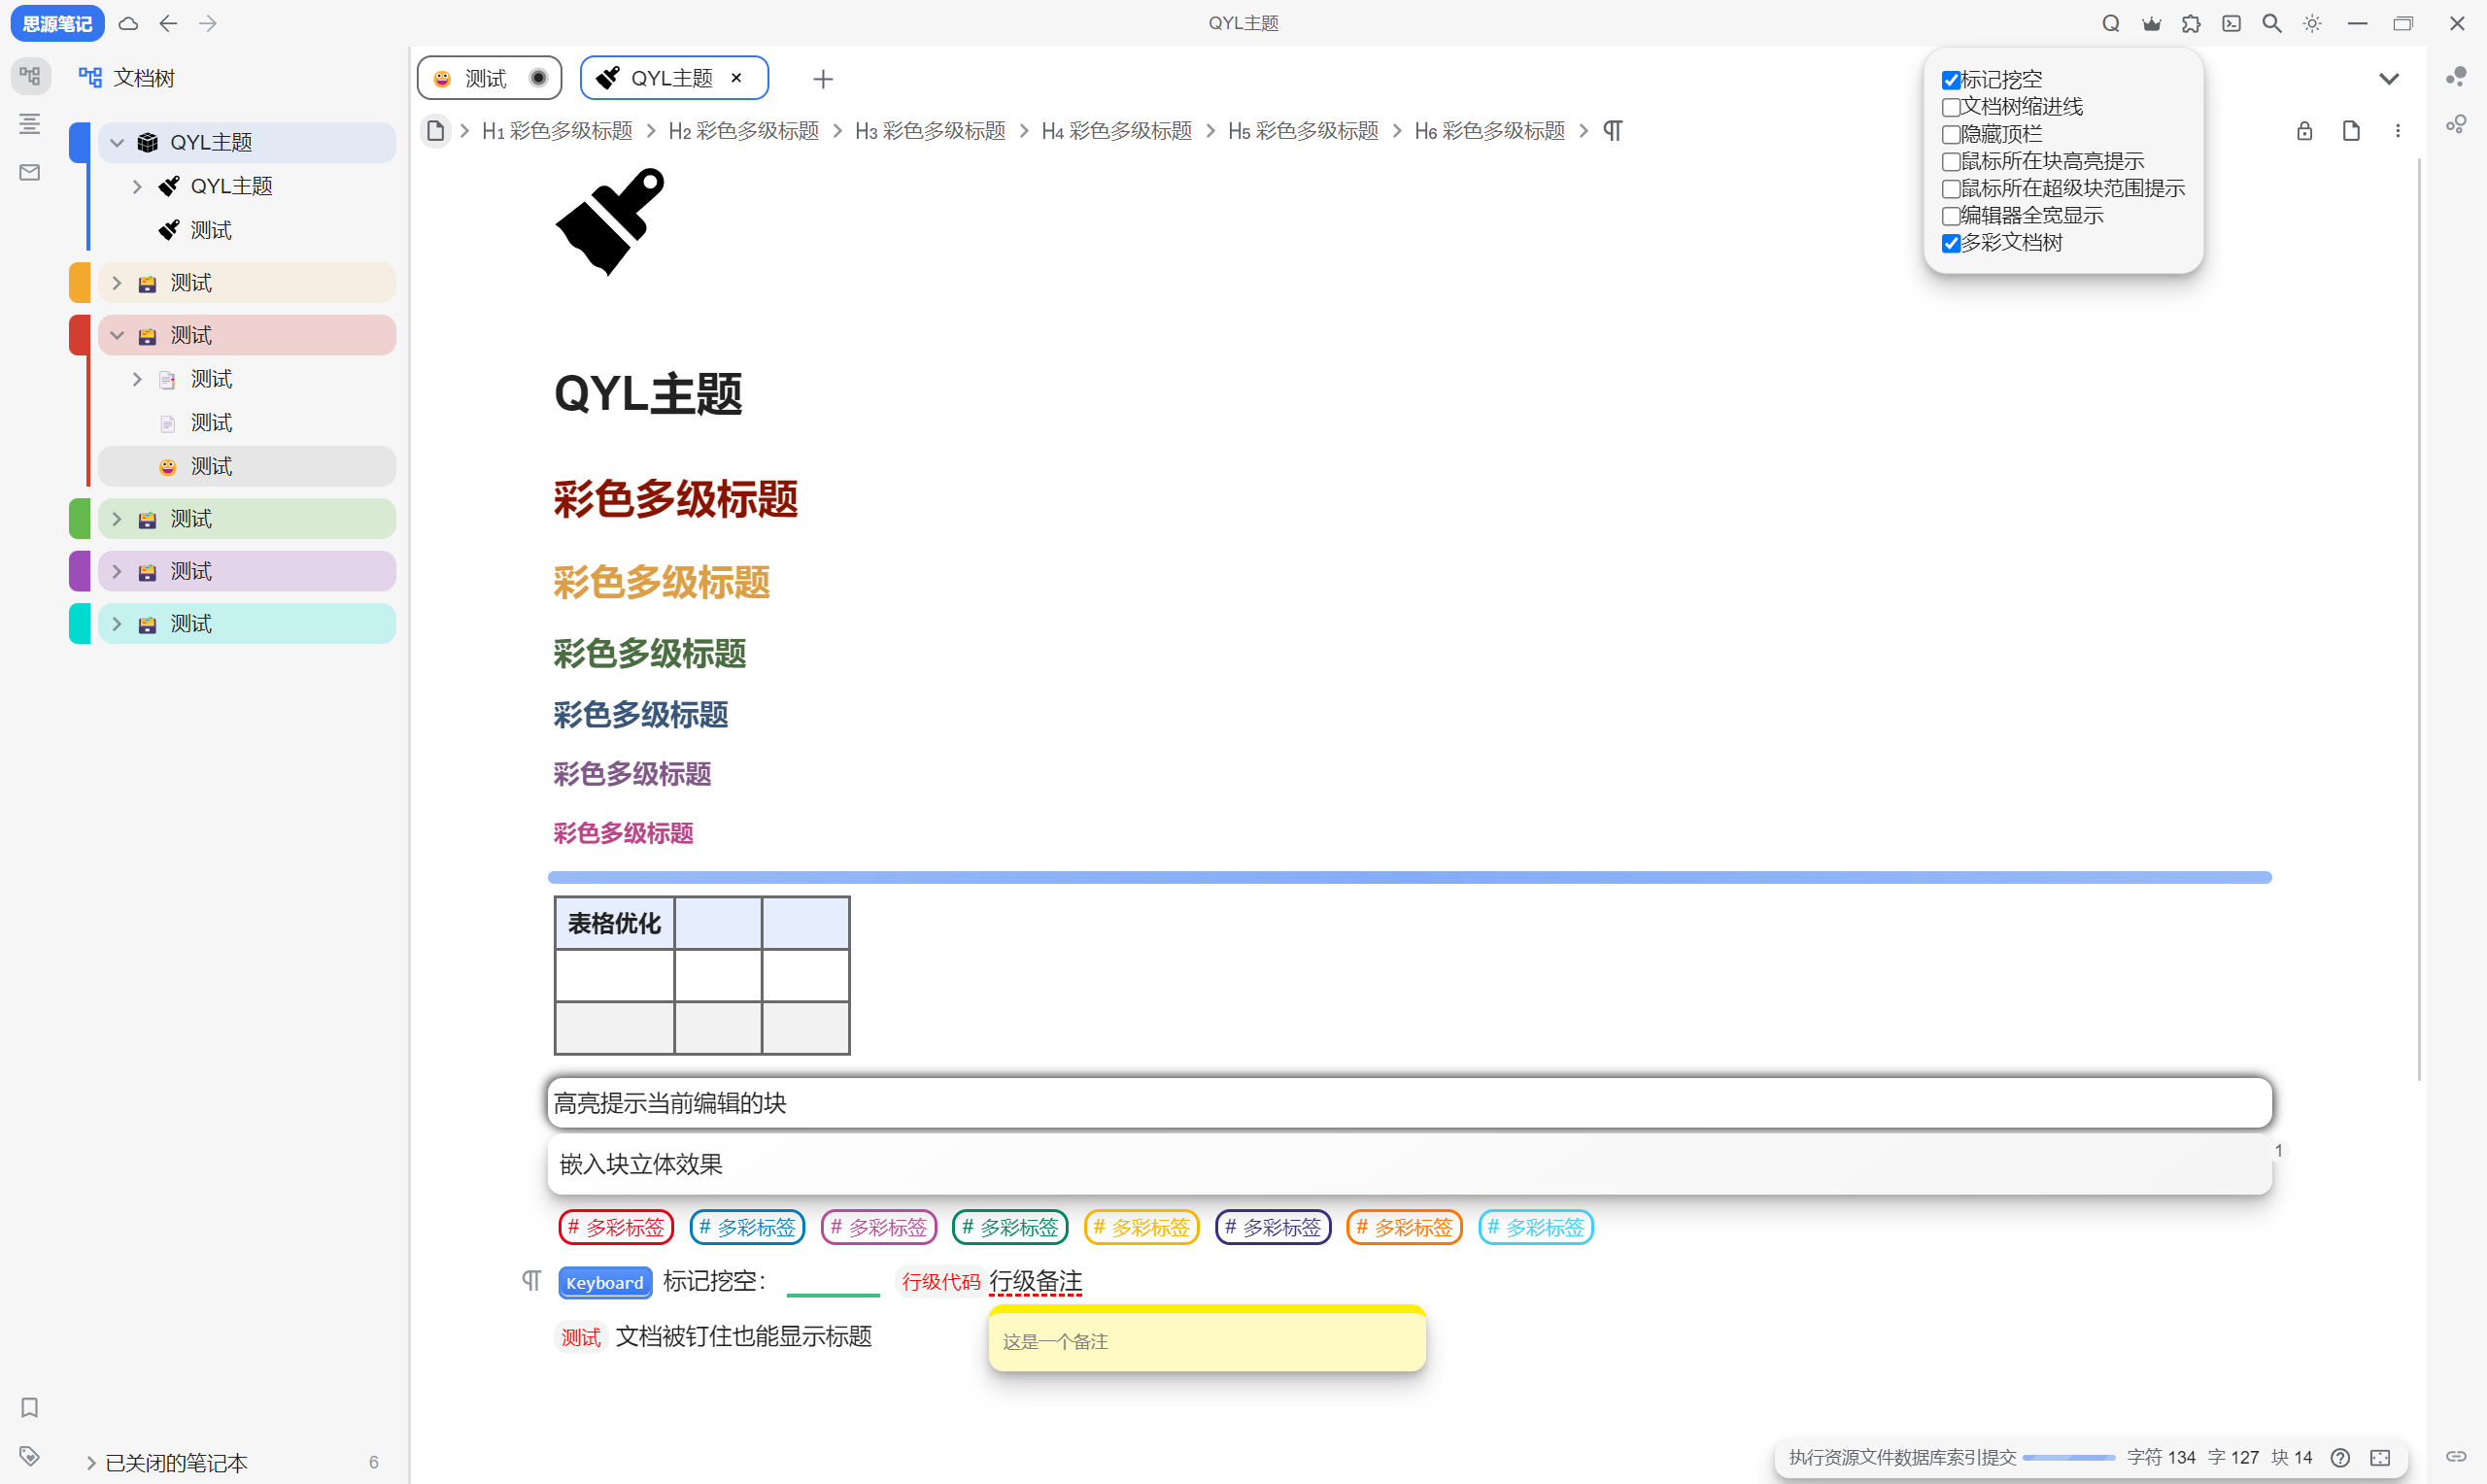 思源笔记
QYL主题
文档树
QYL主题
QYL主题
测试
测试
测试
测试
测试
测试
测试
测试
测试
已关闭的笔记本 6
测试 QYL主题
H1 彩色多级标题 H2 彩色多级标题 H3 彩色多级标题 H4 彩色多级标题 H5 彩色多级标题 H6 彩色多级标题
标记挖空
文档树缩进线
隐藏顶栏
鼠标所在块高亮提示
鼠标所在超级块范围提示
编辑器全宽显示
多彩文档树
QYL主题
彩色多级标题
彩色多级标题
彩色多级标题
彩色多级标题
彩色多级标题
彩色多级标题
表格优化
高亮提示当前编辑的块
嵌入块立体效果
1
# 多彩标签 # 多彩标签 # 多彩标签 # 多彩标签 # 多彩标签 # 多彩标签 # 多彩标签 # 多彩标签
Keyboard 标记挖空： 行级代码 行级备注
测试 文档被钉住也能显示标题
这是一个备注
执行资源文件数据库索引提交 字符 134 字 127 块 14